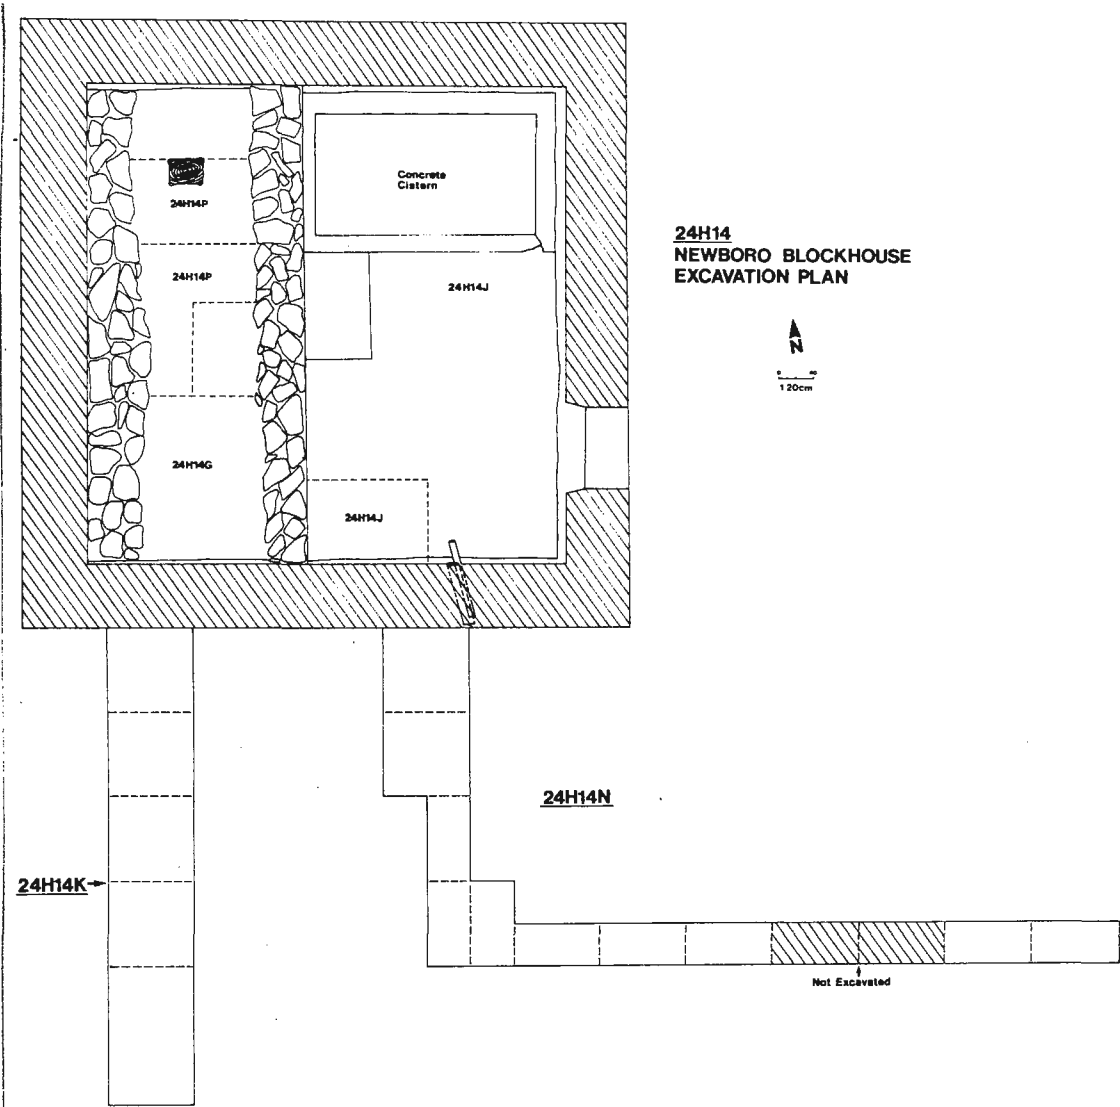 Concrete
Cistern
24H14P
24H14
NEWBORO BLOCKHOUSE
EXCAVATION PLAN
24H14P
24H14J
N
120cm
24H14G
24H14J
24H14N
24H14K
Not Excavated